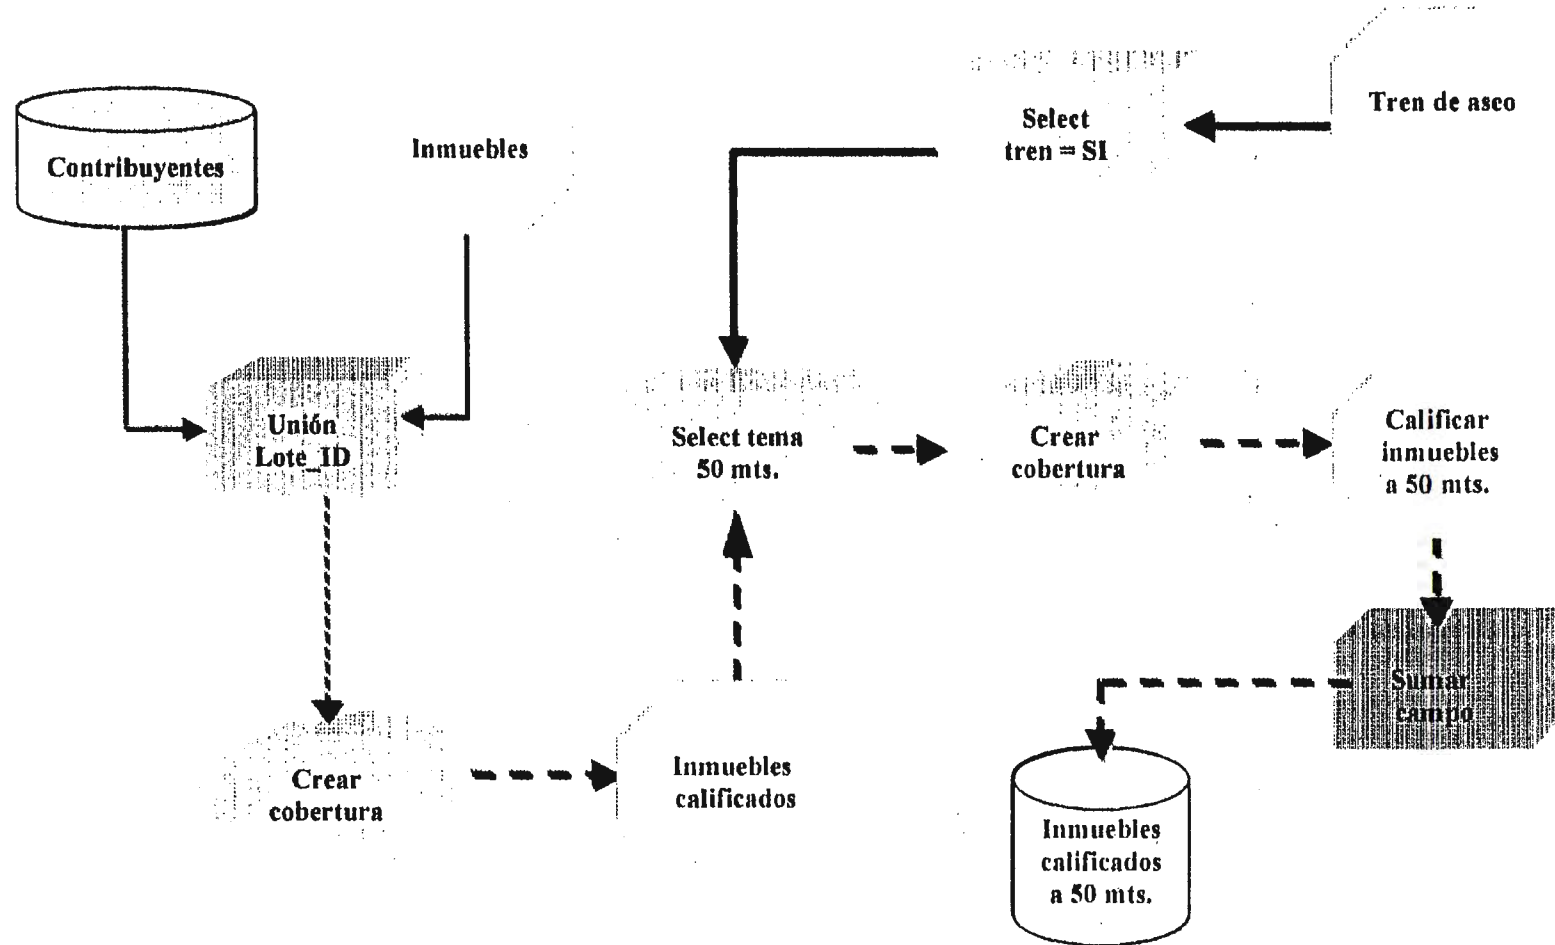 Tren de aseo
Select
tren = SI
Contribuyentes
Inmuebles
Unión
Lote_ID
Select tema
50 mts.
Crear
cobertura
Calificar
inmuebles
a 50 mts.
Sumar
campo
Crear
cobertura
Inmuebles
calificados
Inmuebles
calificados
a 50 mts.